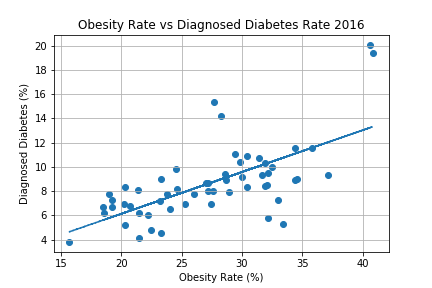 Obesity Rate vs Diagnosed Diabetes Rate 2016
Diagnosed Diabetes (%)
20
18
16
14
12
10
8
6
4
15 20 25 30 35 40
Obesity Rate (%)